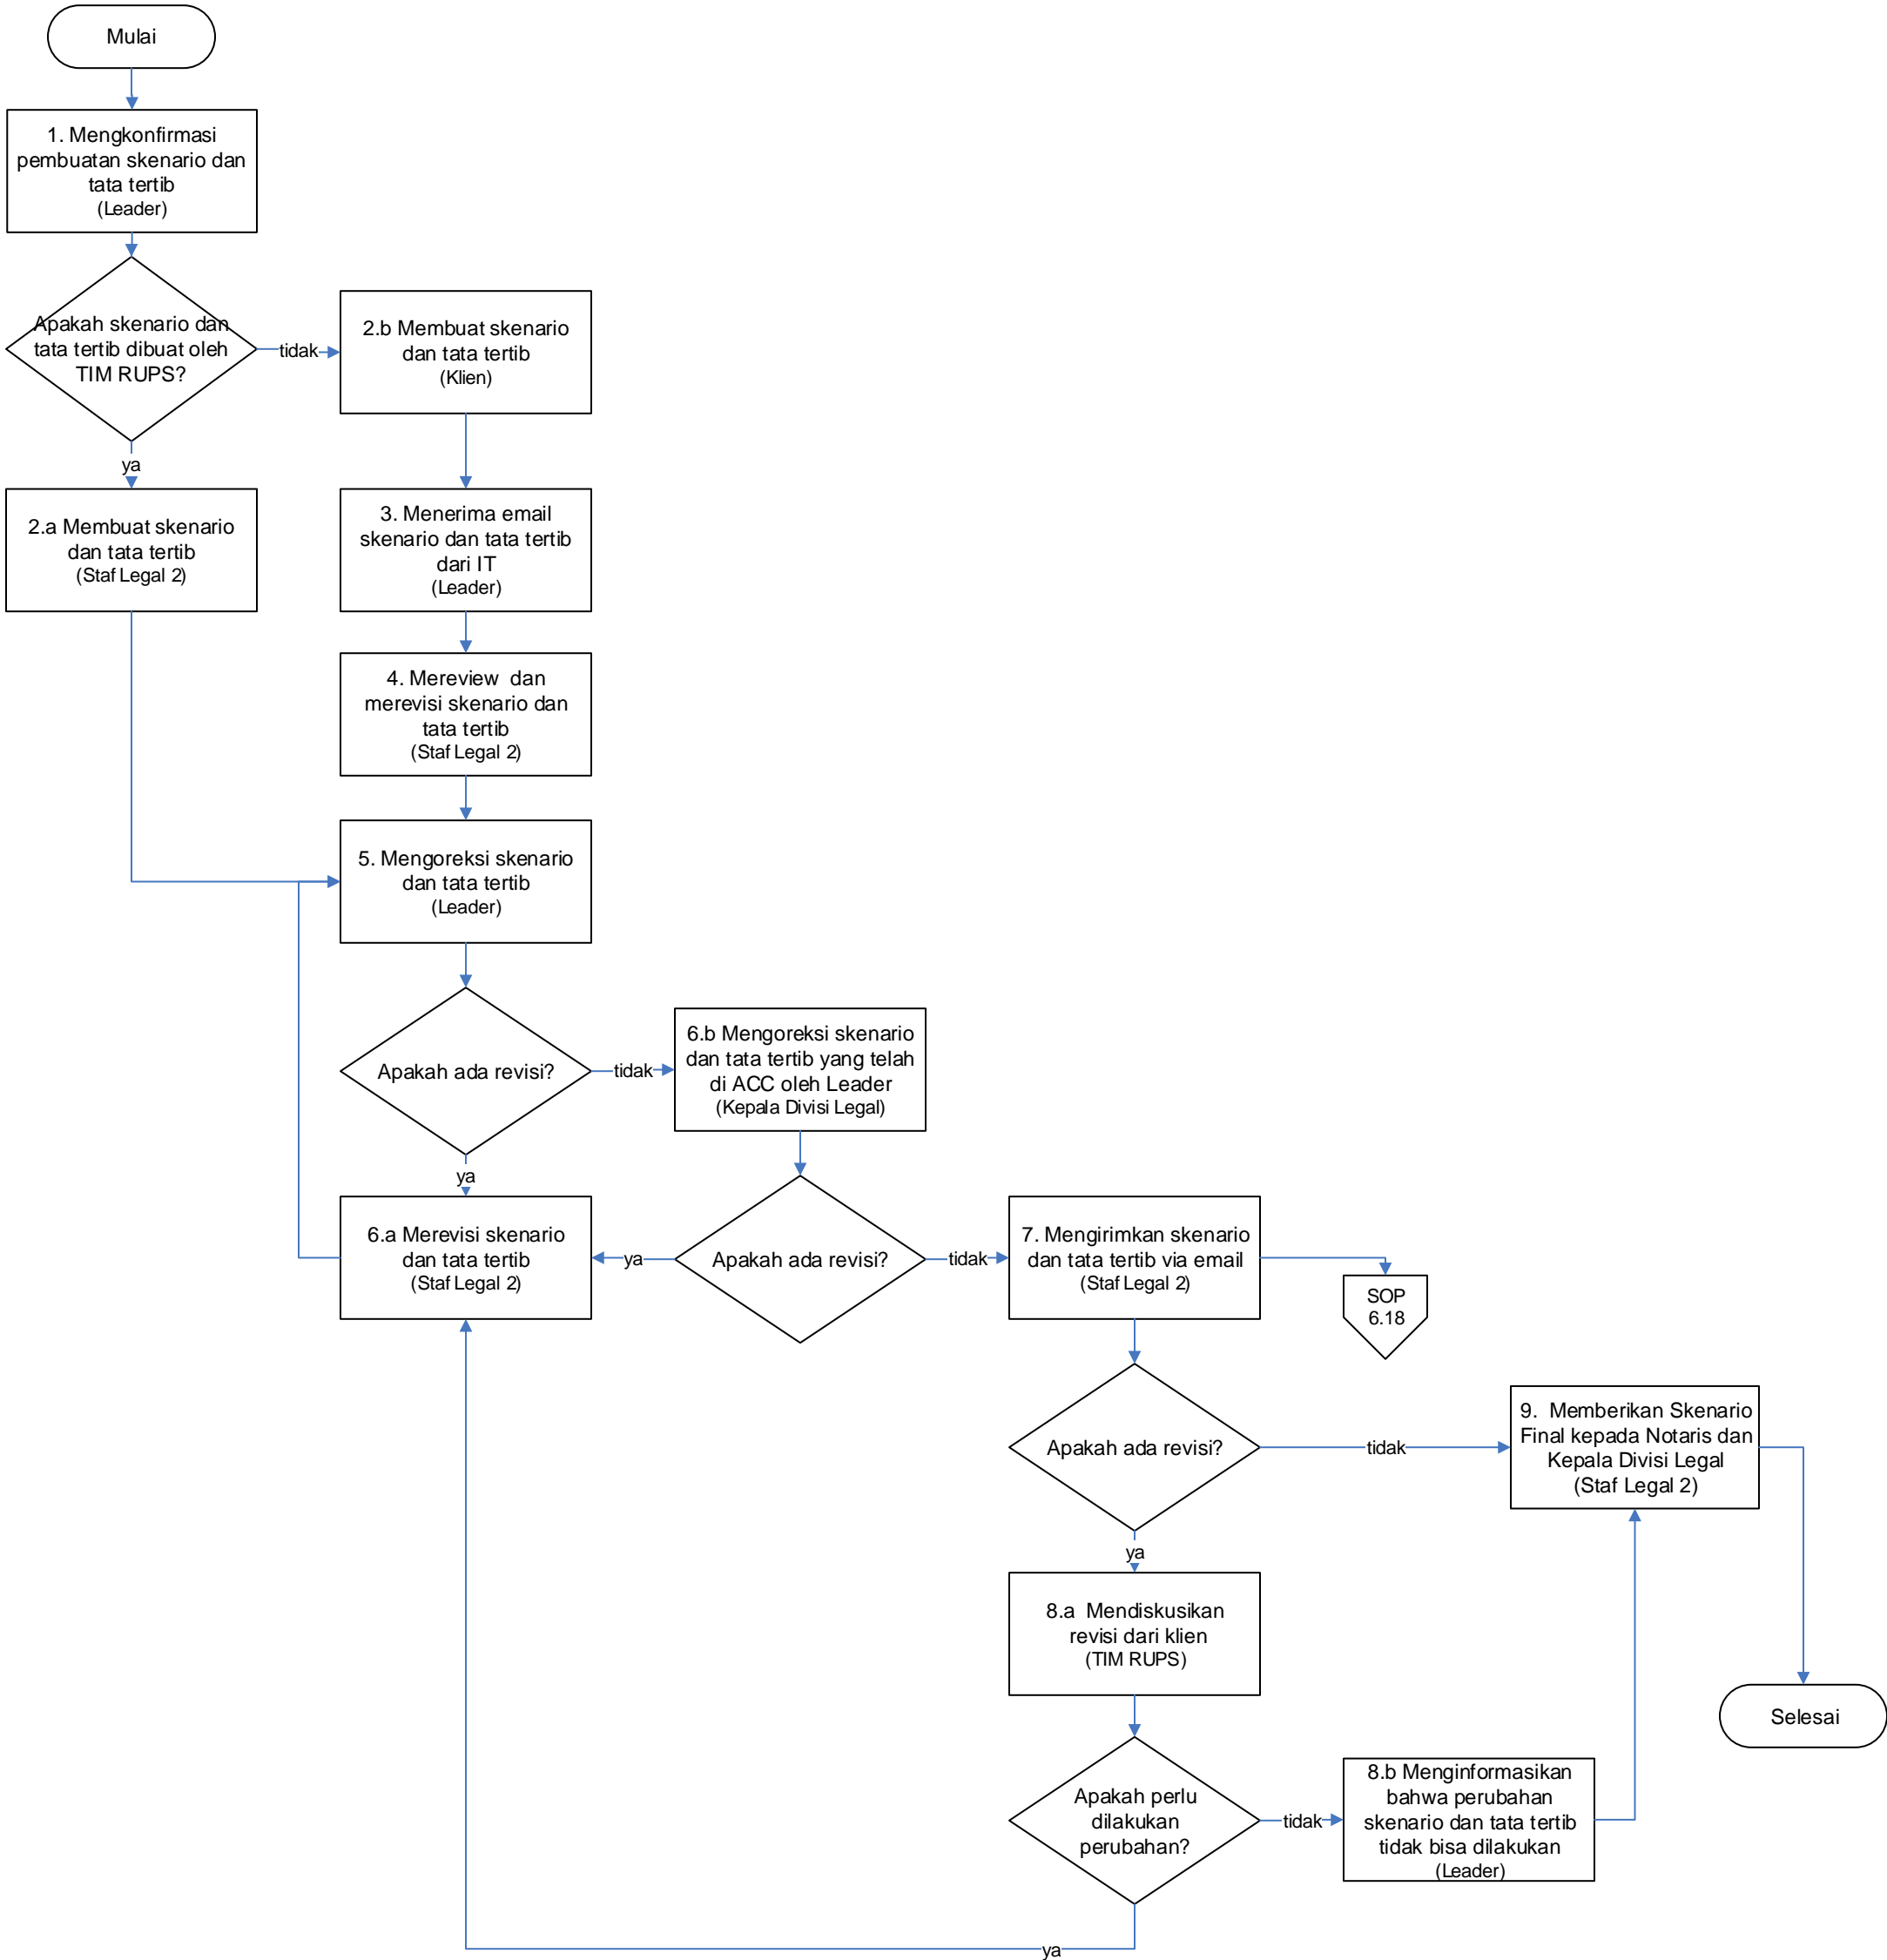 Mulai
1. Mengkonfirmasi
pembuatan skenario dan
tata tertib
(Leader)
Apakah skenario dan
tata tertib dibuat oleh
TIM RUPS?
tidak
2.b Membuat skenario
dan tata tertib
(Klien)
ya
2.a Membuat skenario
dan tata tertib
(Staf Legal 2)
3. Menerima email
skenario dan tata tertib
dari IT
(Leader)
4. Mereview dan
merevisi skenario dan
tata tertib
(Staf Legal 2)
5. Mengoreksi skenario
dan tata tertib
(Leader)
Apakah ada revisi?
tidak
6.b Mengoreksi skenario
dan tata tertib yang telah
di ACC oleh Leader
(Kepala Divisi Legal)
ya
6.a Merevisi skenario
dan tata tertib
(Staf Legal 2)
ya
Apakah ada revisi?
tidak
7. Mengirimkan skenario
dan tata tertib via email
(Staf Legal 2)
SOP
6.18
Apakah ada revisi?
tidak
9. Memberikan Skenario
Final kepada Notaris dan
Kepala Divisi Legal
(Staf Legal 2)
ya
8.a Mendiskusikan
revisi dari klien
(TIM RUPS)
Selesai
Apakah perlu
dilakukan
perubahan?
tidak
8.b Menginformasikan
bahwa perubahan
skenario dan tata tertib
tidak bisa dilakukan
(Leader)
ya